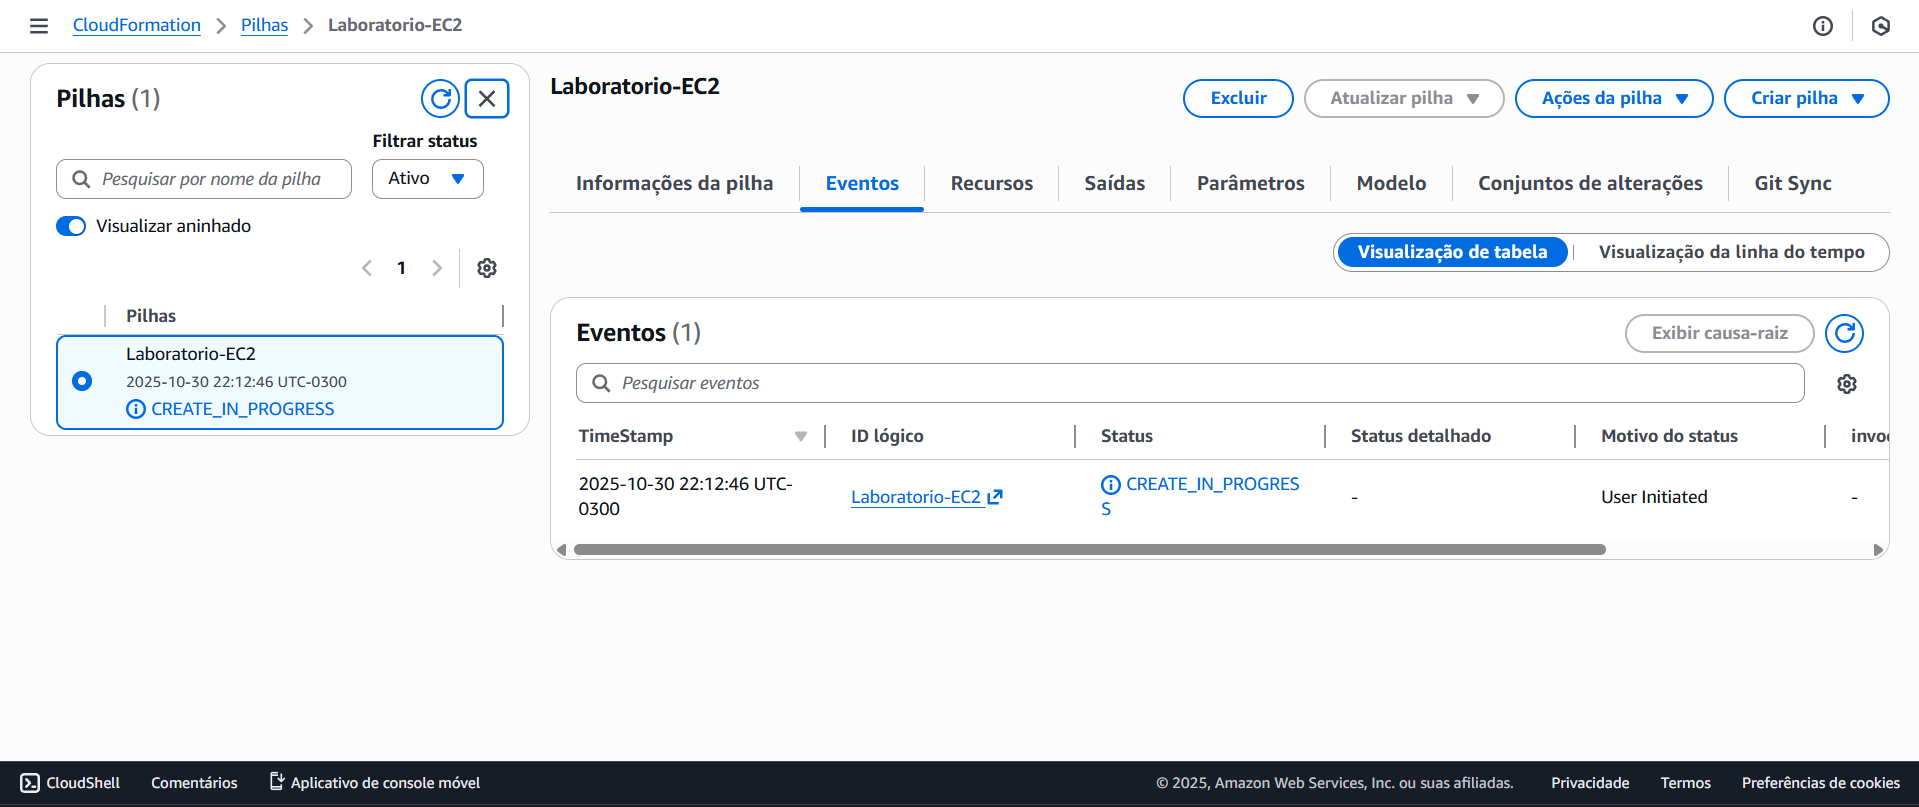 CloudFormation > Pilhas > Laboratorio-EC2
Pilhas (1)
Filtrar status
Pesquisar por nome da pilha
Ativo
Visualizar aninhado
1
Pilhas
Laboratorio-EC2
2025-10-30 22:12:46 UTC-0300
CREATE_IN_PROGRESS
Laboratorio-EC2
Excluir
Atualizar pilha
Ações da pilha
Criar pilha
Informações da pilha
Eventos
Recursos
Saídas
Parâmetros
Modelo
Conjuntos de alterações
Git Sync
Visualização de tabela
Visualização da linha do tempo
Eventos (1)
Exibir causa-raiz
Pesquisar eventos
TimeStamp
ID lógico
Status
Status detalhado
Motivo do status
invo
2025-10-30 22:12:46 UTC-
0300
Laboratorio-EC2
CREATE_IN_PROGRES
S
-
User Initiated
-
CloudShell
Comentários
Aplicativo de console móvel
© 2025, Amazon Web Services, Inc. ou suas afiliadas.
Privacidade
Termos
Preferências de cookies